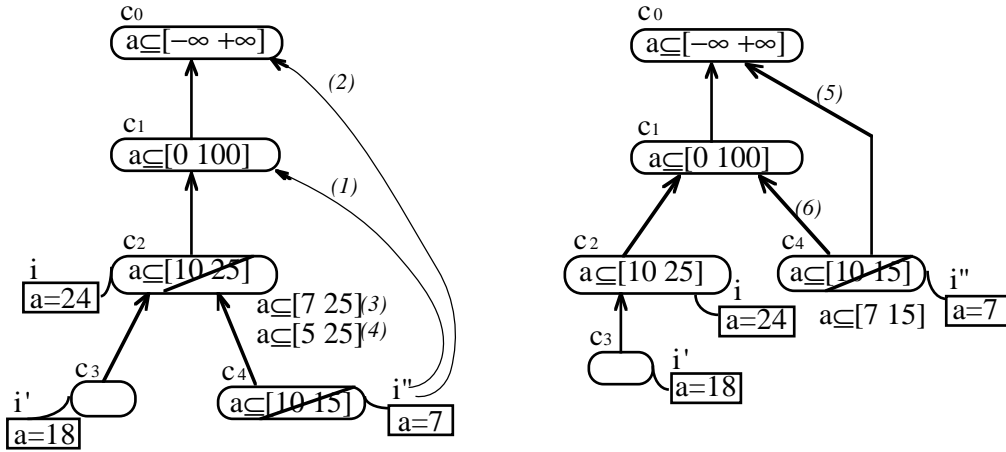 c0
a⊆[−∞ +∞]
(2)
c1
a⊆[0 100]
(1)
c2
i
a⊆[10 25]
a=24
a⊆[7 25](3)
a⊆[5 25](4)
c3
c4
i'
a⊆[10 15]
i"
a=18
a=7
c0
a⊆[−∞ +∞]
(5)
c1
a⊆[0 100]
(6)
c2
c4
a⊆[10 25]
i
a⊆[10 15]
i"
a=24
a⊆[7 15]
a=7
c3
i'
a=18